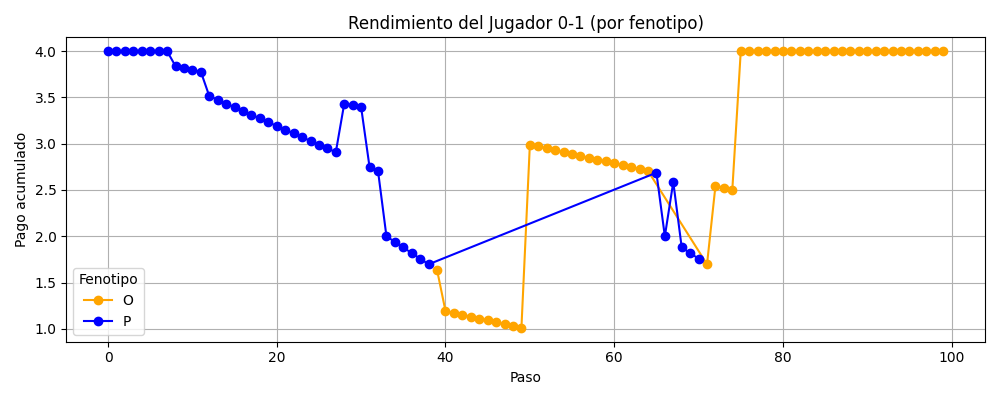 Rendimiento del Jugador 0-1 (por fenotipo)
Pago acumulado
4.0
3.5
3.0
2.5
2.0
1.5
1.0
Fenotipo
O
P
0
20
40
60
80
100
Paso